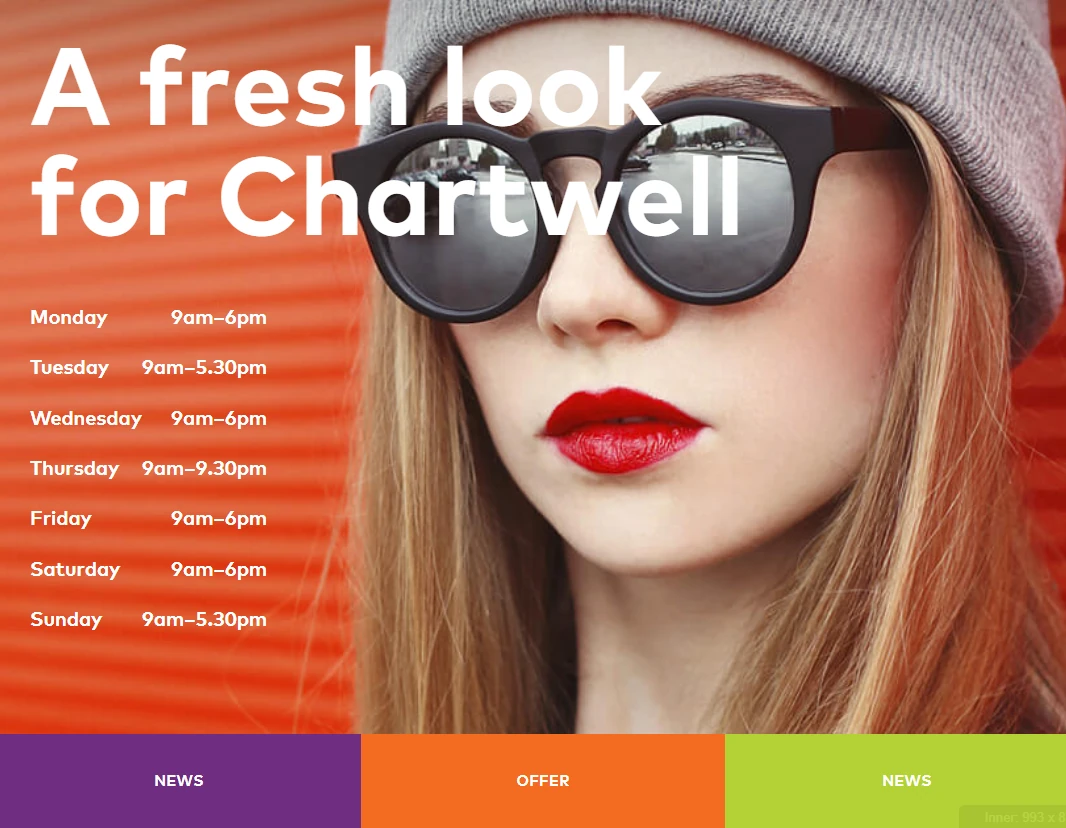 A fresh look
for Chartwell
Monday 9am–6pm
Tuesday 9am–5.30pm
Wednesday 9am–6pm
Thursday 9am–9.30pm
Friday 9am–6pm
Saturday 9am–6pm
Sunday 9am–5.30pm
NEWS OFFER NEWS
Inner: 993 x 8